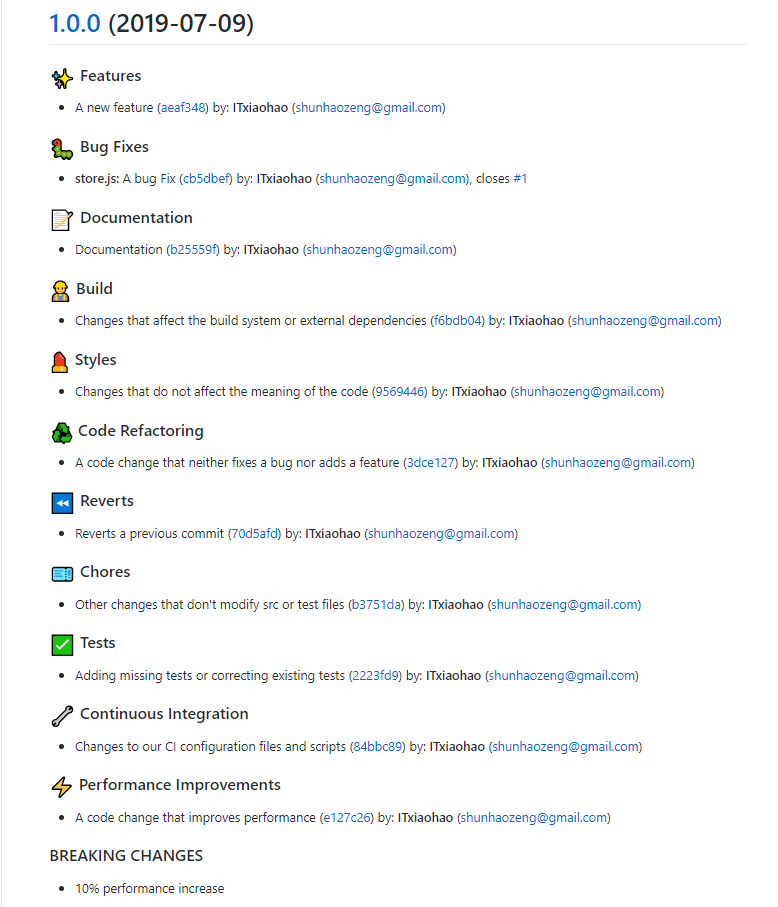 1.0.0 (2019-07-09)
Features
A new feature (aeaf348) by: ITxiaohao (shunhaozeng@gmail.com)
Bug Fixes
store.js: A bug Fix (cb5dbef) by: ITxiaohao (shunhaozeng@gmail.com), closes #1
Documentation
Documentation (b25559f) by: ITxiaohao (shunhaozeng@gmail.com)
Build
Changes that affect the build system or external dependencies (f6bdb04) by: ITxiaohao (shunhaozeng@gmail.com)
Styles
Changes that do not affect the meaning of the code (9569446) by: ITxiaohao (shunhaozeng@gmail.com)
Code Refactoring
A code change that neither fixes a bug nor adds a feature (3dce127) by: ITxiaohao (shunhaozeng@gmail.com)
Reverts
Reverts a previous commit (70d5afd) by: ITxiaohao (shunhaozeng@gmail.com)
Chores
Other changes that don't modify src or test files (b3751da) by: ITxiaohao (shunhaozeng@gmail.com)
Tests
Adding missing tests or correcting existing tests (2223fd9) by: ITxiaohao (shunhaozeng@gmail.com)
Continuous Integration
Changes to our CI configuration files and scripts (84bbc89) by: ITxiaohao (shunhaozeng@gmail.com)
Performance Improvements
A code change that improves performance (e127c26) by: ITxiaohao (shunhaozeng@gmail.com)
BREAKING CHANGES
10% performance increase